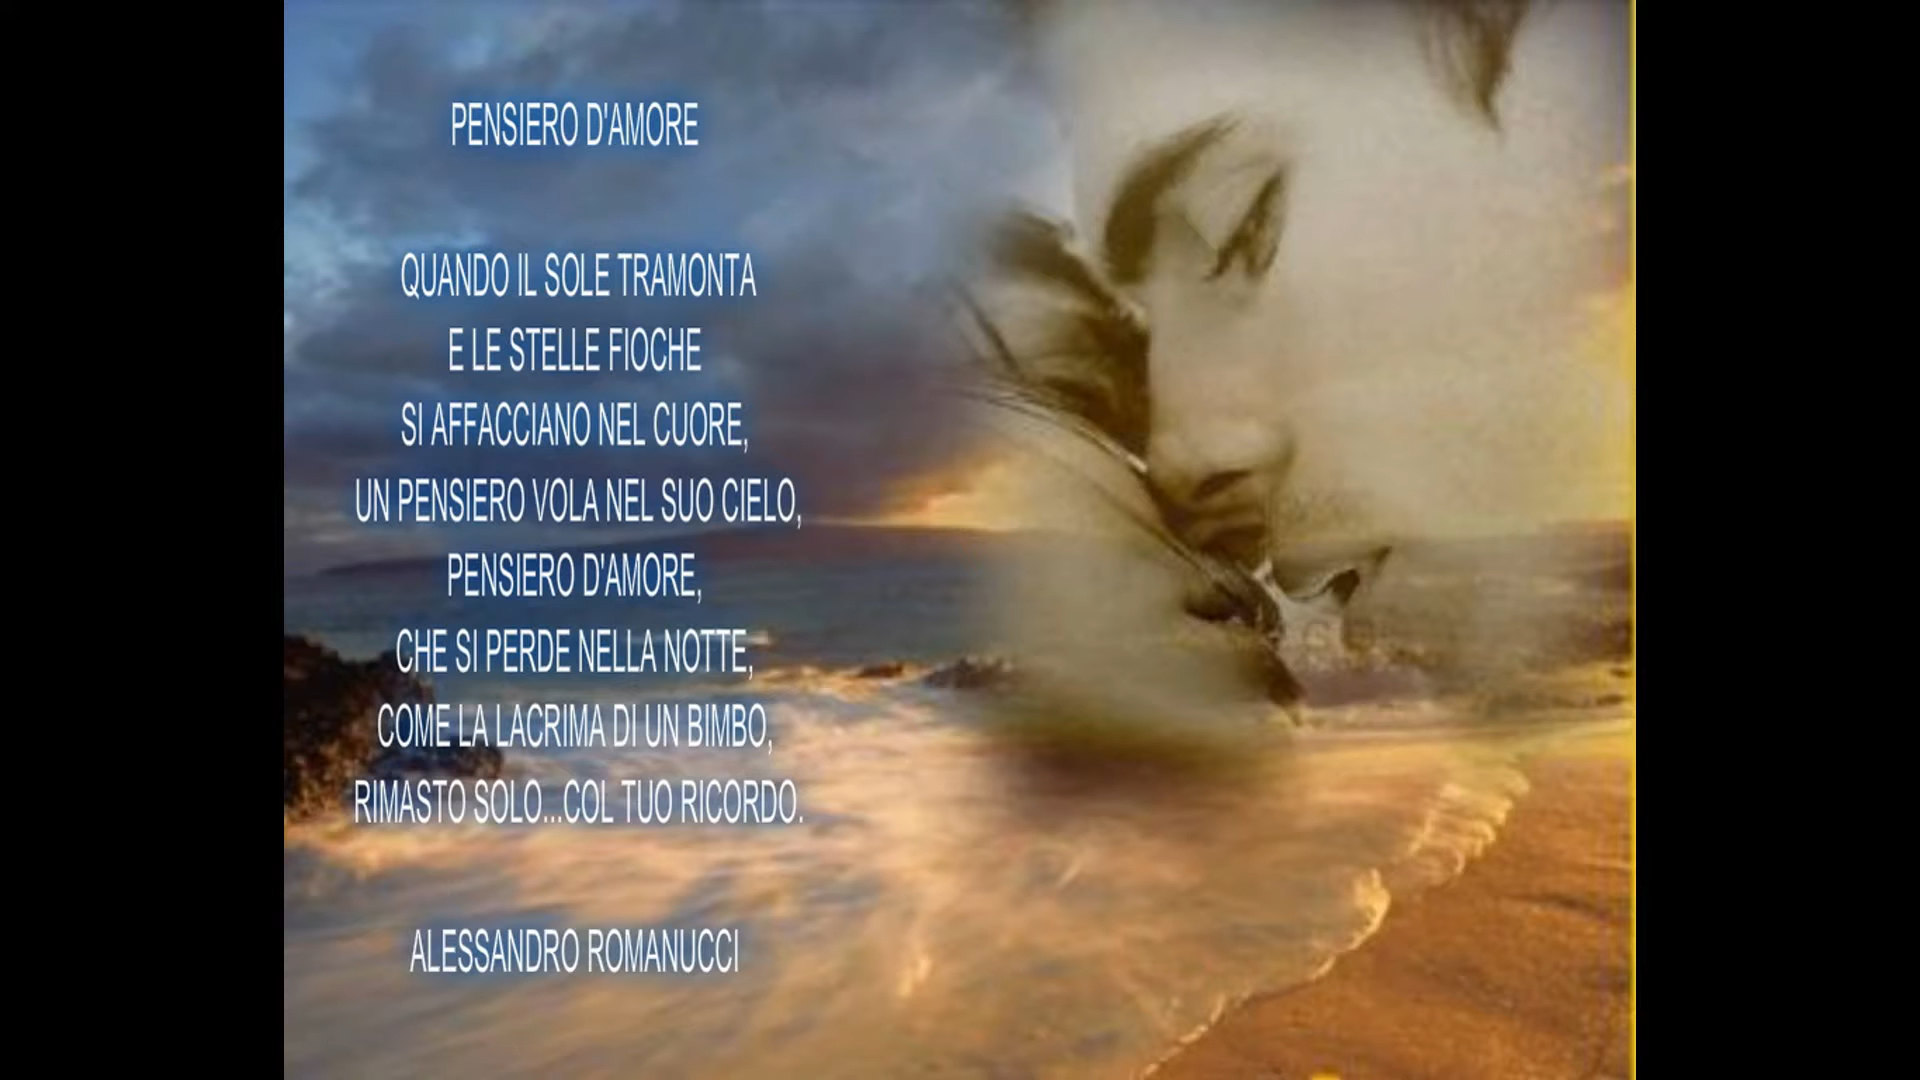 PENSIERO D'AMORE
QUANDO IL SOLE TRAMONTA
E LE STELLE FIOCHE
SI AFFACCIANO NEL CUORE,
UN PENSIERO VOLA NEL SUO CIELO,
PENSIERO D'AMORE,
CHE SI PERDE NELLA NOTTE,
COME LA LACRIMA DI UN BIMBO,
RIMASTO SOLO...COL TUO RICORDO.
ALESSANDRO ROMANUCCI